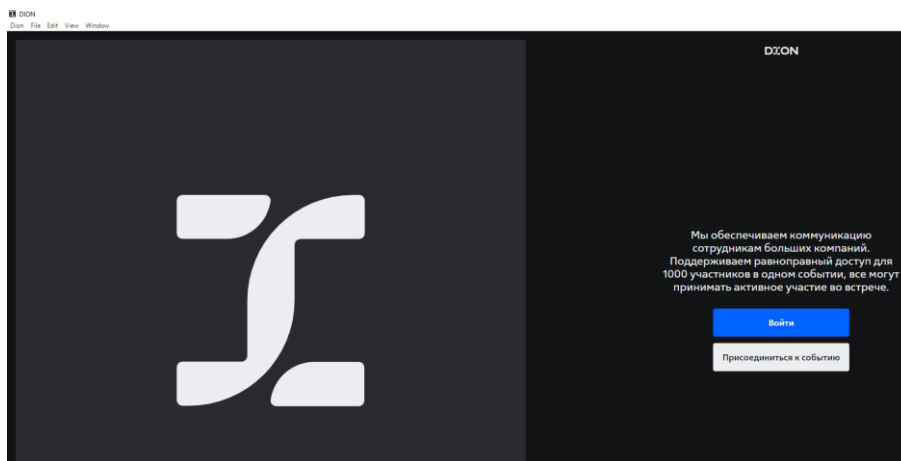 DION
Dion File Edit View Window
DION
Мы обеспечиваем коммуникацию
сотрудникам больших компаний.
Поддерживаем равноправный доступ для
1000 участников в одном событии, все могут
принимать активное участие во встрече.
Войти
Присоединиться к событию